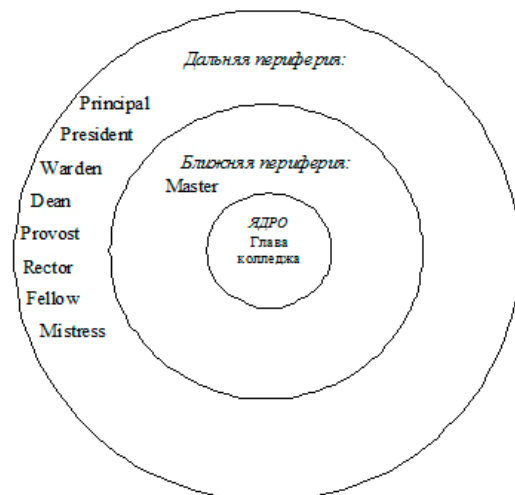 Дальняя периферия:
Principal
President
Ближняя периферия:
Warden
Master
Dean
ЯДРО
Provost
Глава
колледжа
Rector
Fellow
Mistress